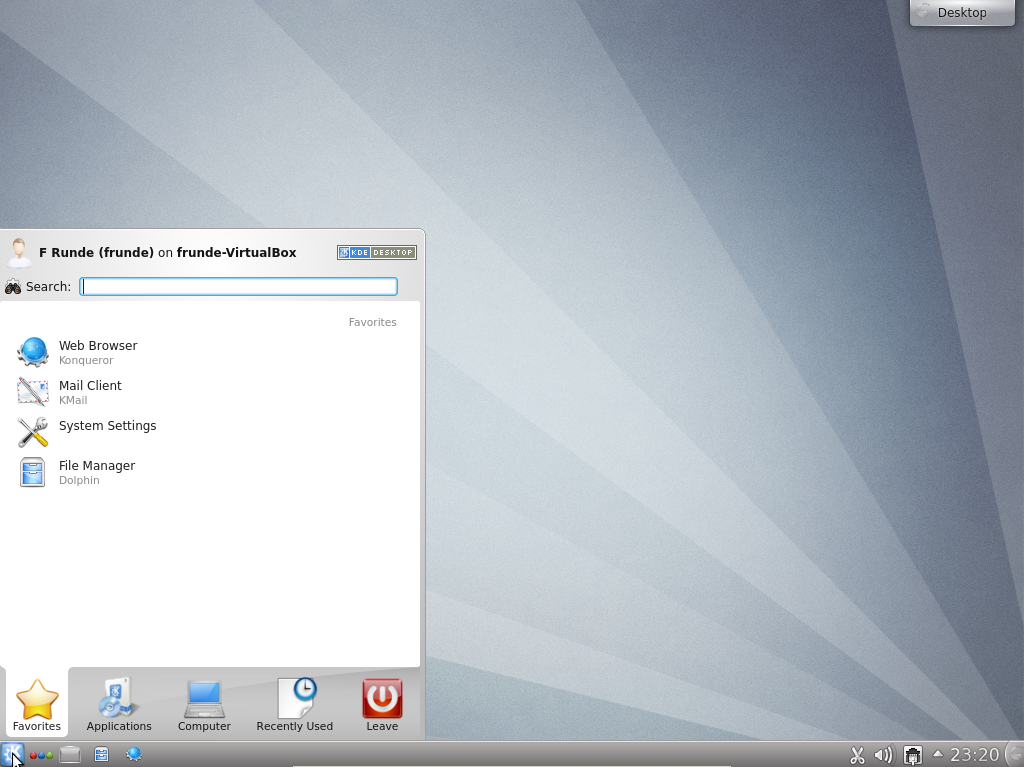 Desktop
F Runde (frunde) on frunde-VirtualBox
KDE DESKTOP
Search:
Favorites
Web Browser
Konqueror
Mail Client
KMail
System Settings
File Manager
Dolphin
Favorites
Applications
Computer
Recently Used
Leave
23:20